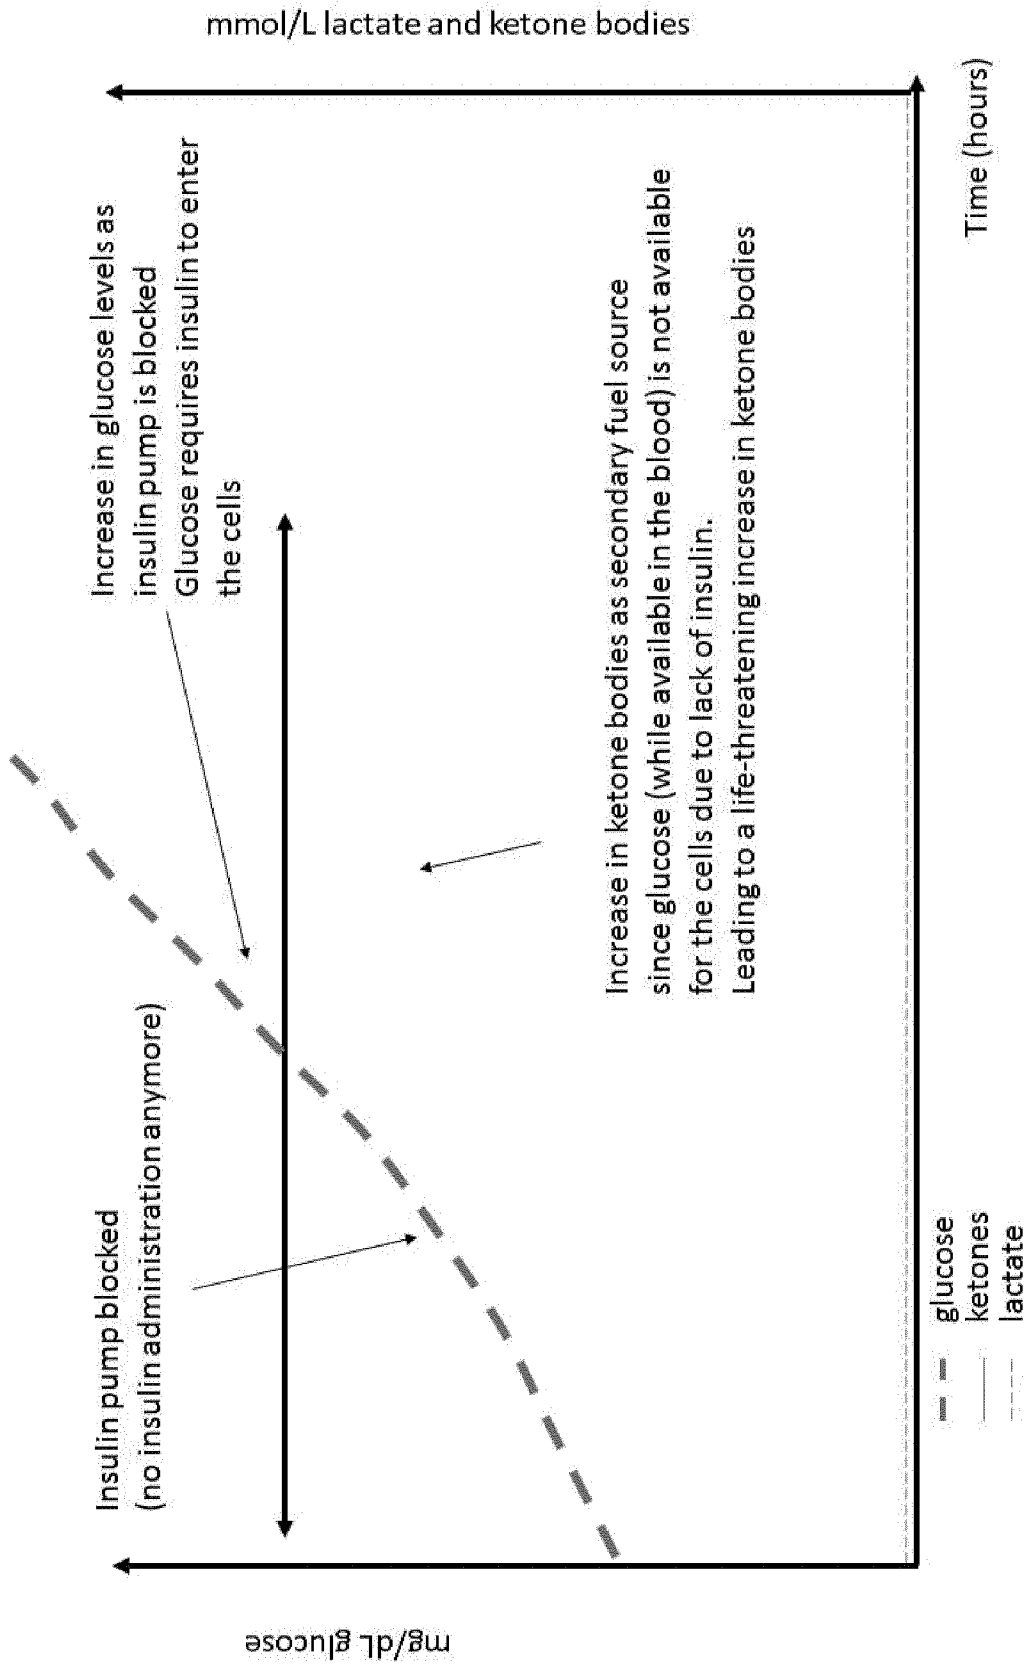 mg/dL glucose
Insulin pump blocked
(no insulin administration anymore)
Increase in glucose levels as
insulin pump is blocked
Glucose requires insulin to enter
the cells
mmol/L lactate and ketone bodies
Increase in ketone bodies as secondary fuel source
since glucose (while available in the blood) is not available
for the cells due to lack of insulin.
Leading to a life-threatening increase in ketone bodies
Time (hours)
glucose
ketones
lactate